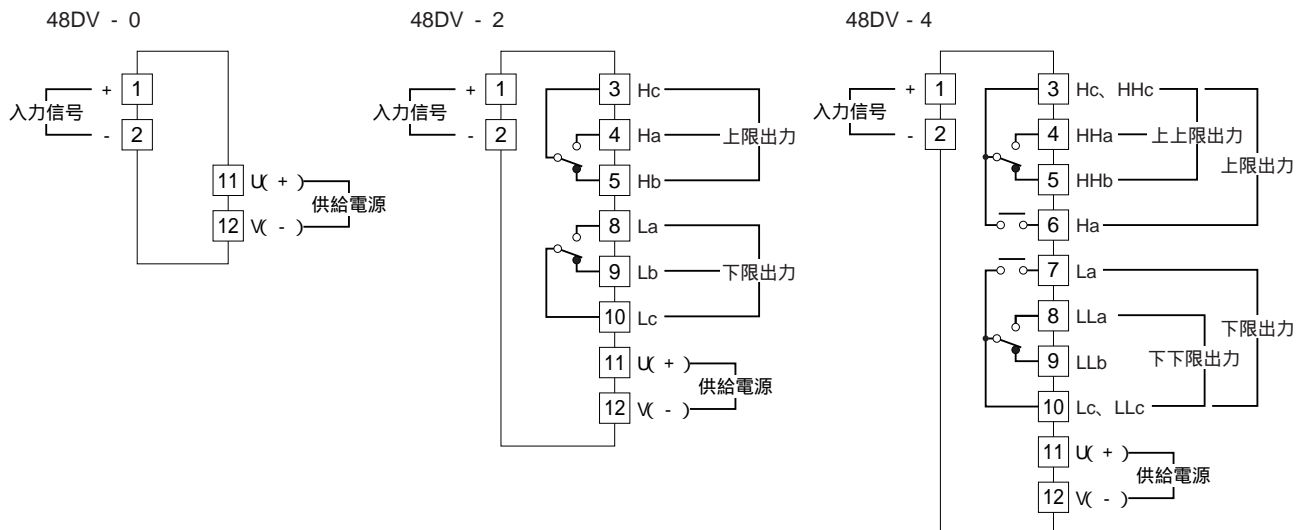 48DV - 0
+
1
入力信号
-
2
11
U( + )
供給電源
12
V( - )
48DV - 2
+
1
入力信号
-
2
3
Hc
4
Ha
上限出力
5
Hb
8
La
9
Lb
下限出力
10
Lc
11
U( + )
供給電源
12
V( - )
48DV - 4
+
1
入力信号
-
2
3
Hc、HHc
4
HHa
上上限出力
5
HHb
上限出力
6
Ha
7
La
8
LLa
下限出力
9
LLb
下下限出力
10
Lc、LLc
11
U( + )
供給電源
12
V( - )